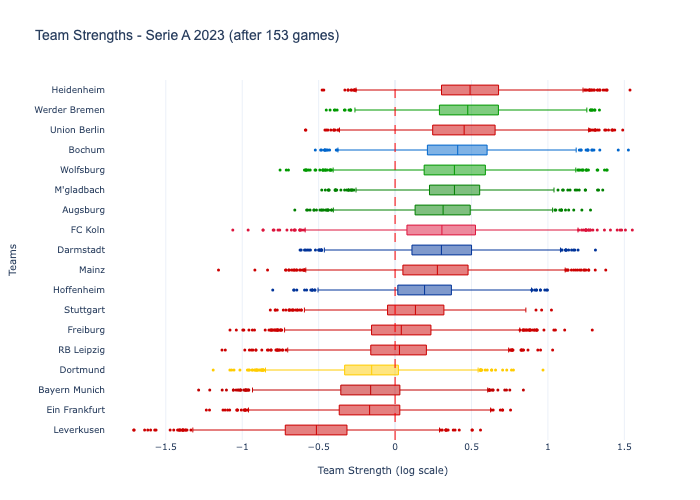 Team Strengths - Serie A 2023 (after 153 games)
Heidenheim
Werder Bremen
Union Berlin
Bochum
Wolfsburg
M'gladbach
Augsburg
FC Koln
Darmstadt
Mainz
Hoffenheim
Stuttgart
Freiburg
RB Leipzig
Dortmund
Bayern Munich
Ein Frankfurt
Leverkusen
Teams
−1.5 −1 −0.5 0 0.5 1 1.5
Team Strength (log scale)